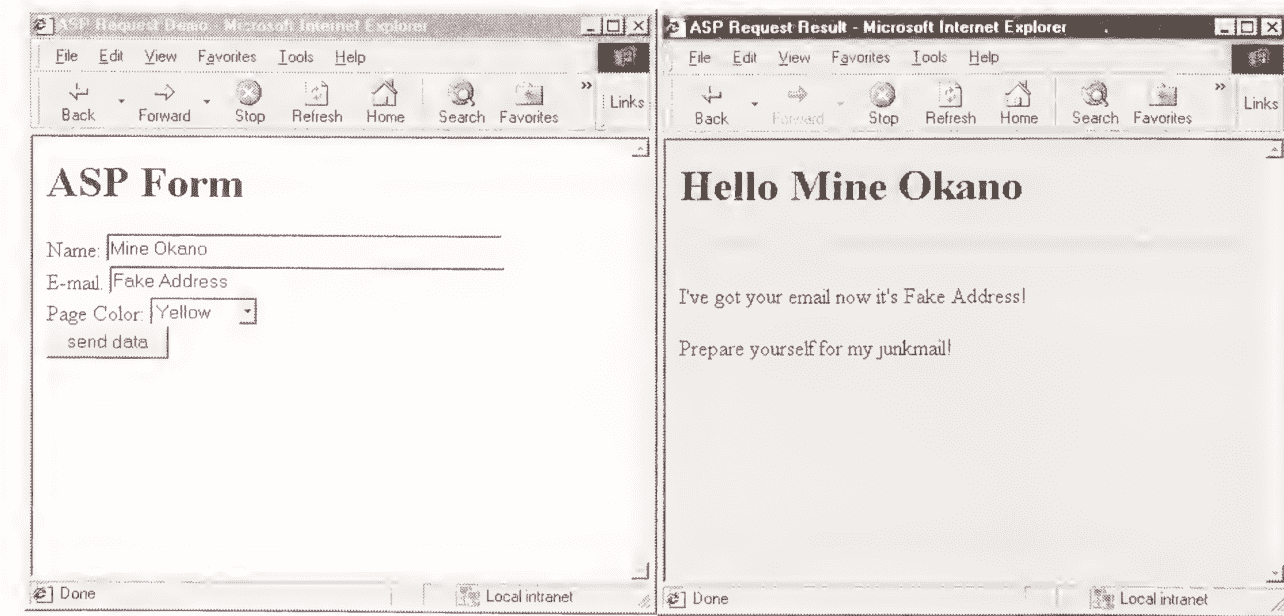 ASP Request Demo - Microsoft Internet Explorer
File Edit View Favorites Tools Help
Back Forward Stop Refresh Home Search Favorites » Links
ASP Form
Name: Mine Okano
E-mail: Fake Address
Page Color: Yellow
send data
Done Local intranet
ASP Request Result - Microsoft Internet Explorer
File Edit View Favorites Tools Help
Back Forward Stop Refresh Home Search Favorites » Links
Hello Mine Okano
I've got your email now it's Fake Address!
Prepare yourself for my junkmail!
Done Local intranet